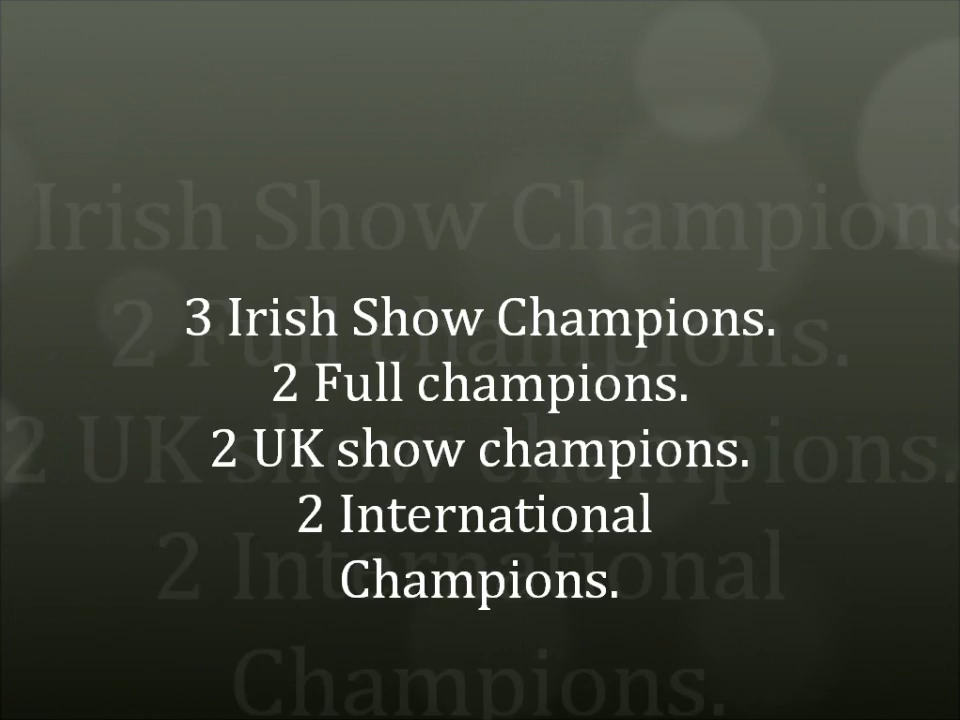 3 Irish Show Champions.
2 Full champions.
2 UK show champions.
2 International
Champions.